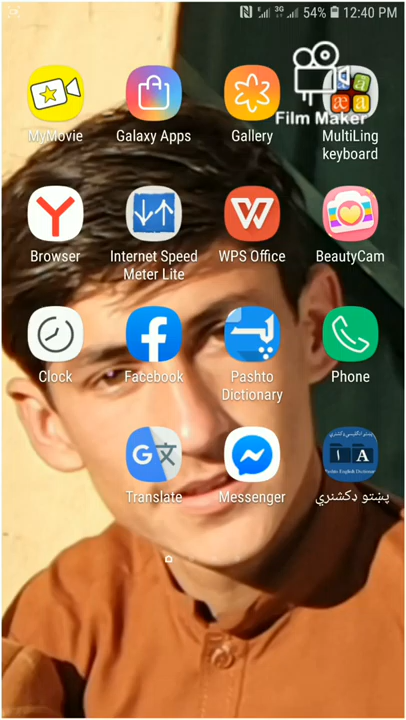 54% 12:40 PM
Film Maker
MyMovie
Galaxy Apps
Gallery
MultiLing
keyboard
Browser
Internet Speed
Meter Lite
WPS Office
BeautyCam
Clock
Facebook
Pashto
Dictionary
Phone
Translate
Messenger
پښتو ډکشنري